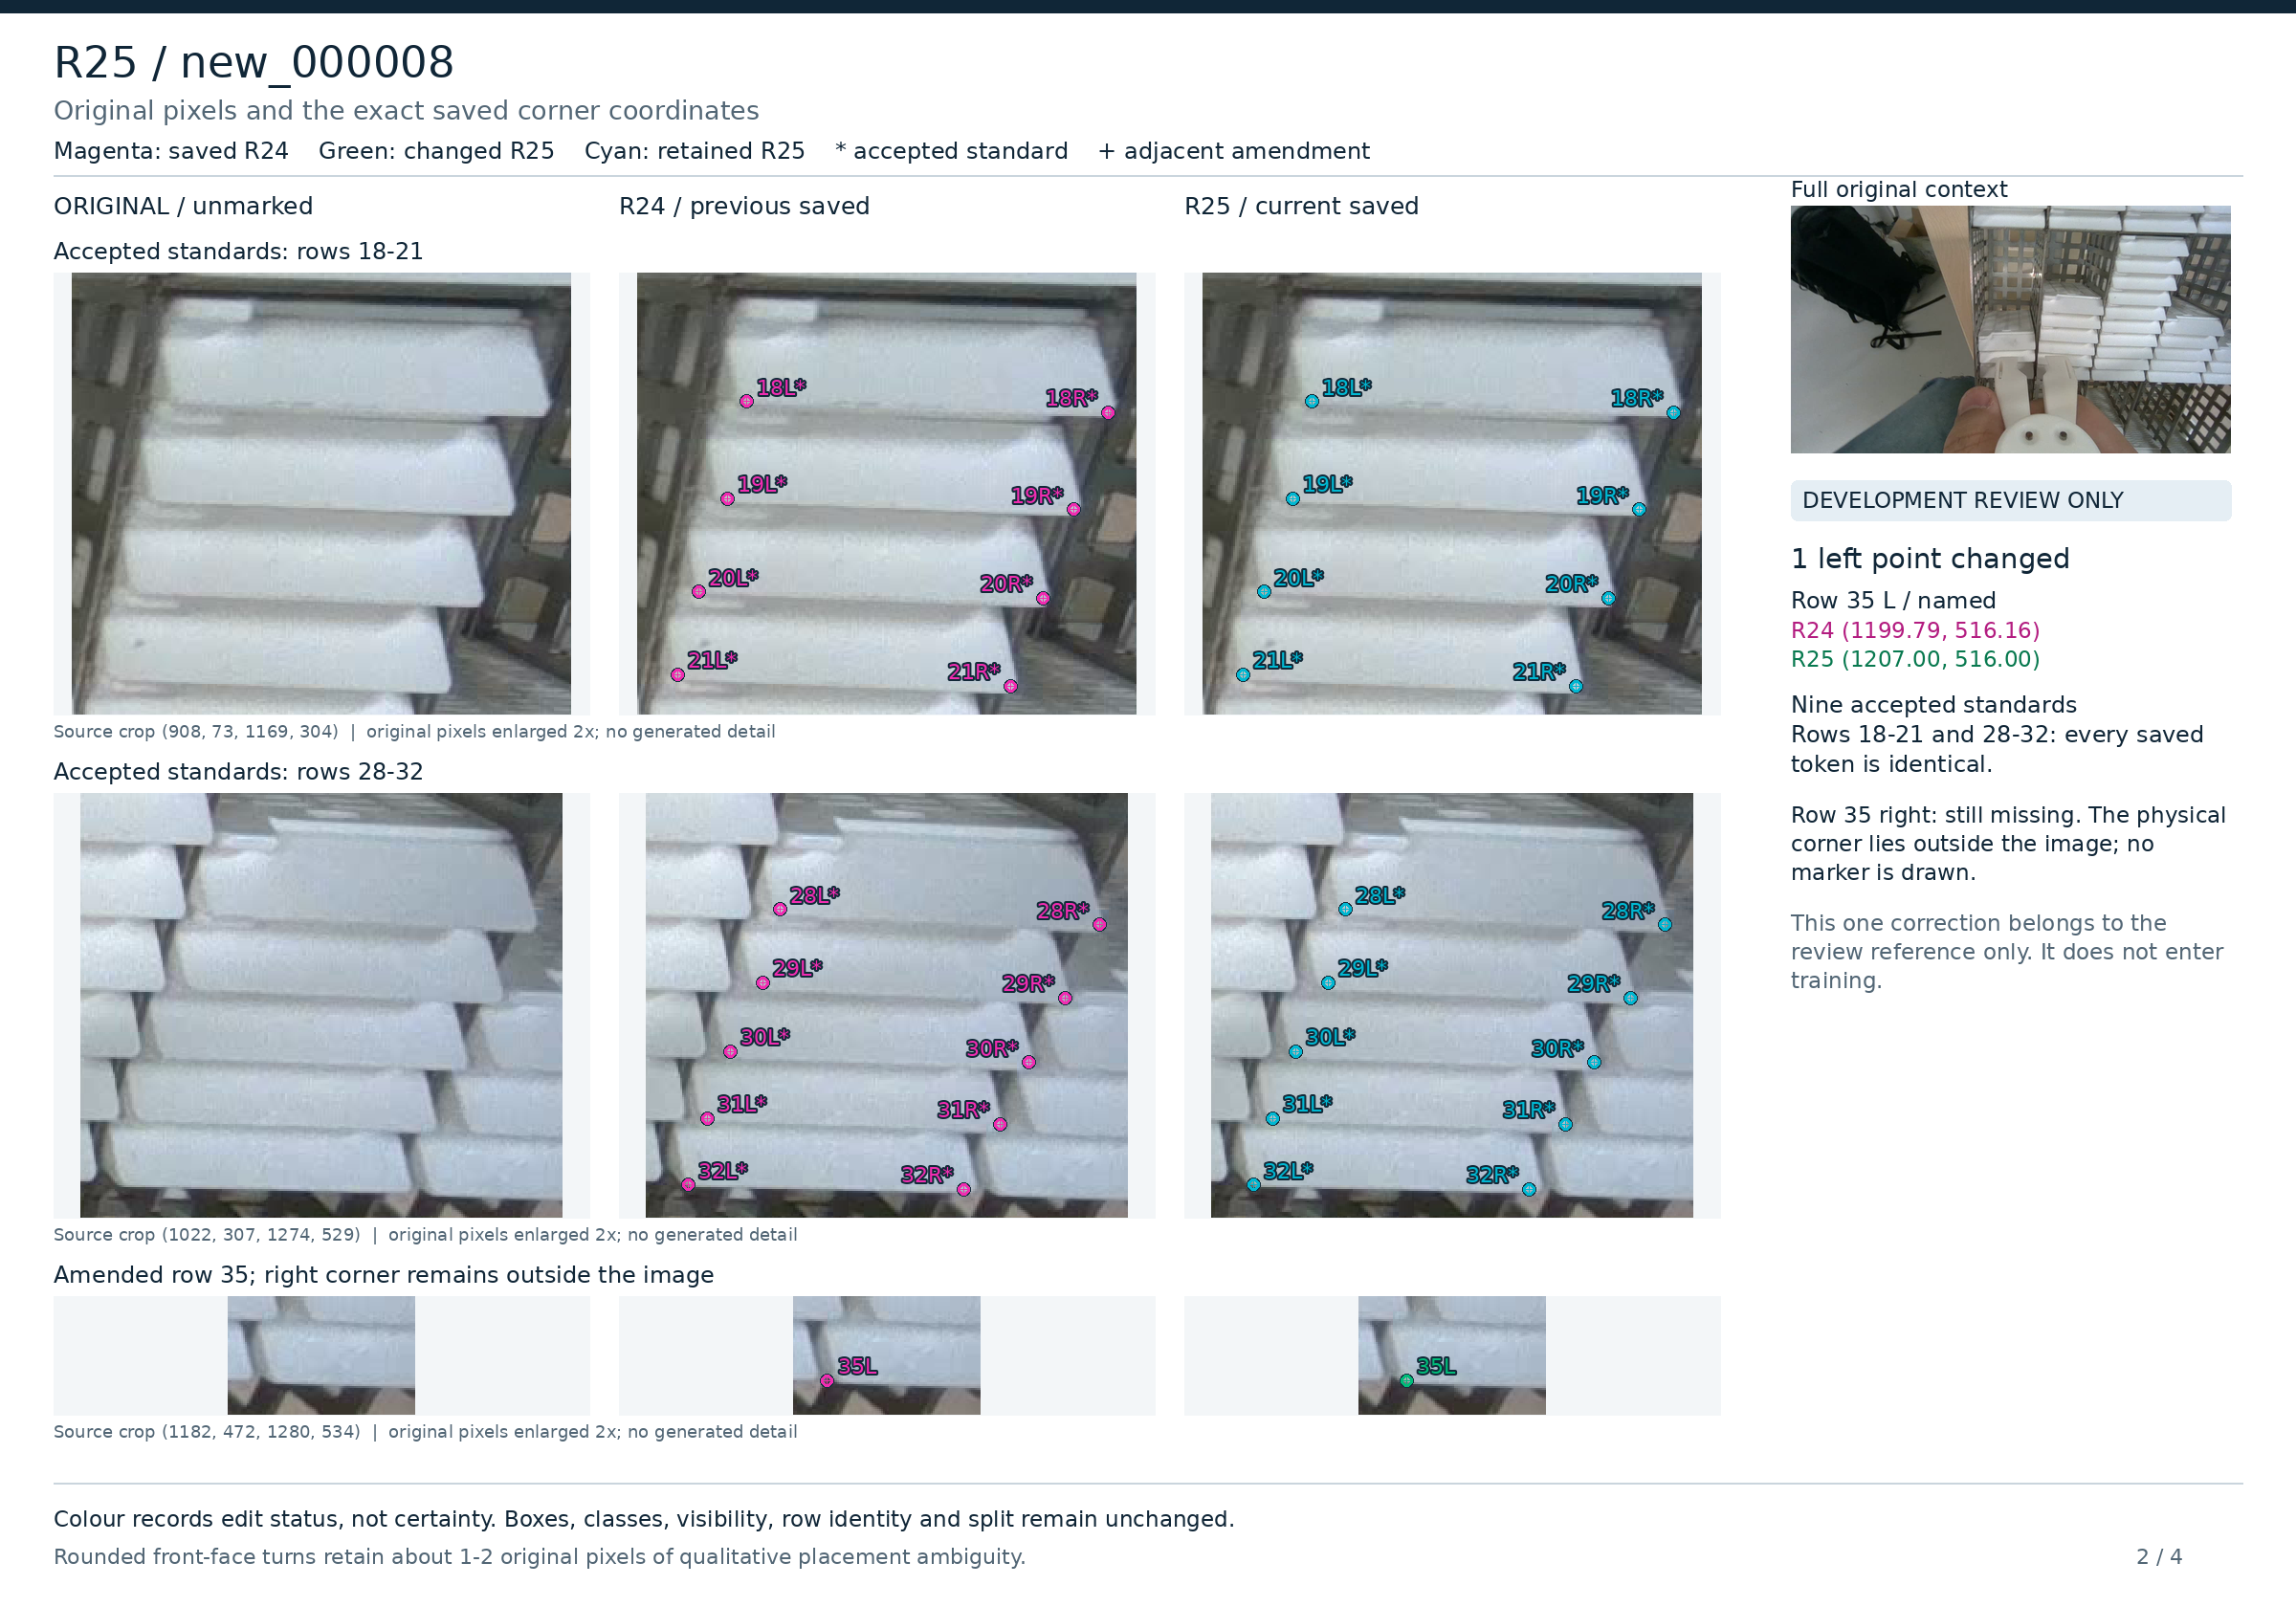 R25 / new_000008
Original pixels and the exact saved corner coordinates
Magenta: saved R24 Green: changed R25 Cyan: retained R25 * accepted standard + adjacent amendment
ORIGINAL / unmarked
R24 / previous saved
R25 / current saved
Full original context
Accepted standards: rows 18-21
18L*
18R*
19L*
19R*
20L*
20R*
21L*
21R*
18L*
18R*
19L*
19R*
20L*
20R*
21L*
21R*
Source crop (908, 73, 1169, 304) | original pixels enlarged 2x; no generated detail
Accepted standards: rows 28-32
28L*
28R*
29L*
29R*
30L*
30R*
31L*
31R*
32L*
32R*
28L*
28R*
29L*
29R*
30L*
30R*
31L*
31R*
32L*
32R*
Source crop (1022, 307, 1274, 529) | original pixels enlarged 2x; no generated detail
Amended row 35; right corner remains outside the image
35L
35L
Source crop (1182, 472, 1280, 534) | original pixels enlarged 2x; no generated detail
DEVELOPMENT REVIEW ONLY
1 left point changed
Row 35 L / named
R24 (1199.79, 516.16)
R25 (1207.00, 516.00)
Nine accepted standards
Rows 18-21 and 28-32: every saved
token is identical.
Row 35 right: still missing. The physical
corner lies outside the image; no
marker is drawn.
This one correction belongs to the
review reference only. It does not enter
training.
Colour records edit status, not certainty. Boxes, classes, visibility, row identity and split remain unchanged.
Rounded front-face turns retain about 1-2 original pixels of qualitative placement ambiguity.
2 / 4